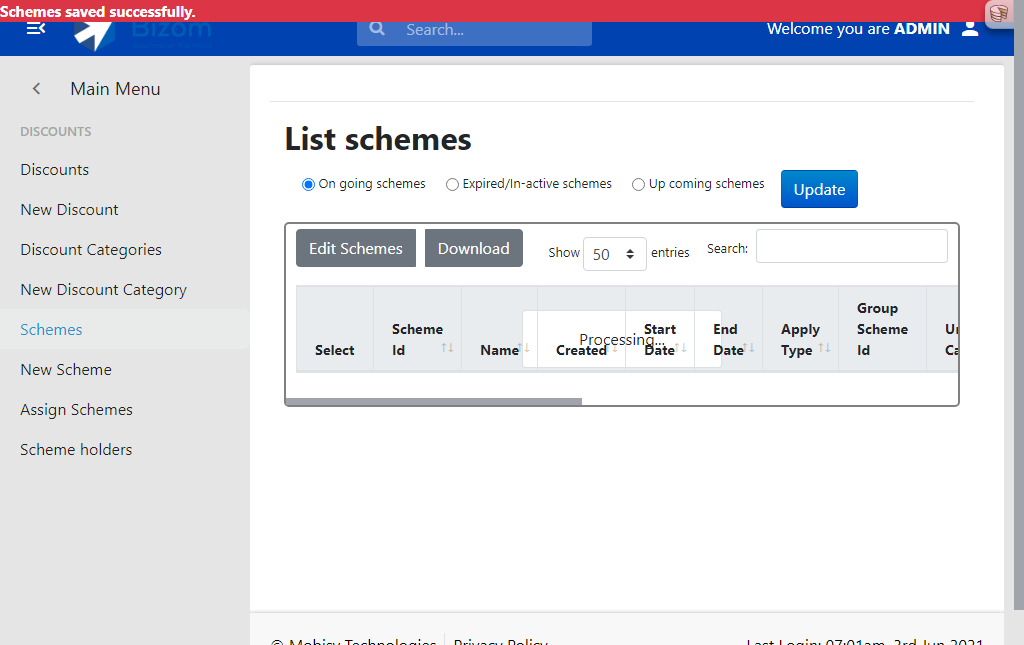 Schemes saved successfully.
Bizom
Search...
Welcome you are ADMIN
Main Menu
DISCOUNTS
Discounts
New Discount
Discount Categories
New Discount Category
Schemes
New Scheme
Assign Schemes
Scheme holders
List schemes
On going schemes Expired/In-active schemes Up coming schemes Update
Edit Schemes Download Show 50 entries Search:
Select Scheme Id Name Created Start Date End Date Apply Type Group Scheme Id
Processing...
© Mobisy Technologies Privacy Policy Last Login: 07:01am, 3rd Jun 2021